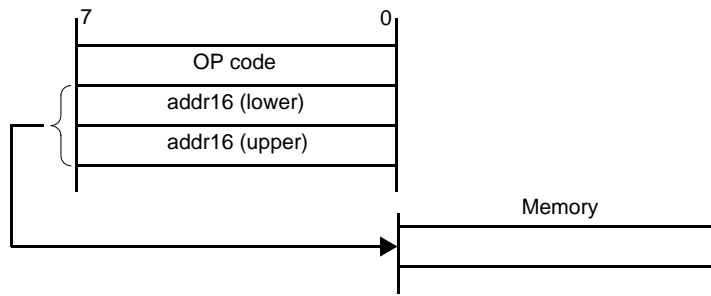 7 0
OP code
addr16 (lower)
addr16 (upper)
Memory